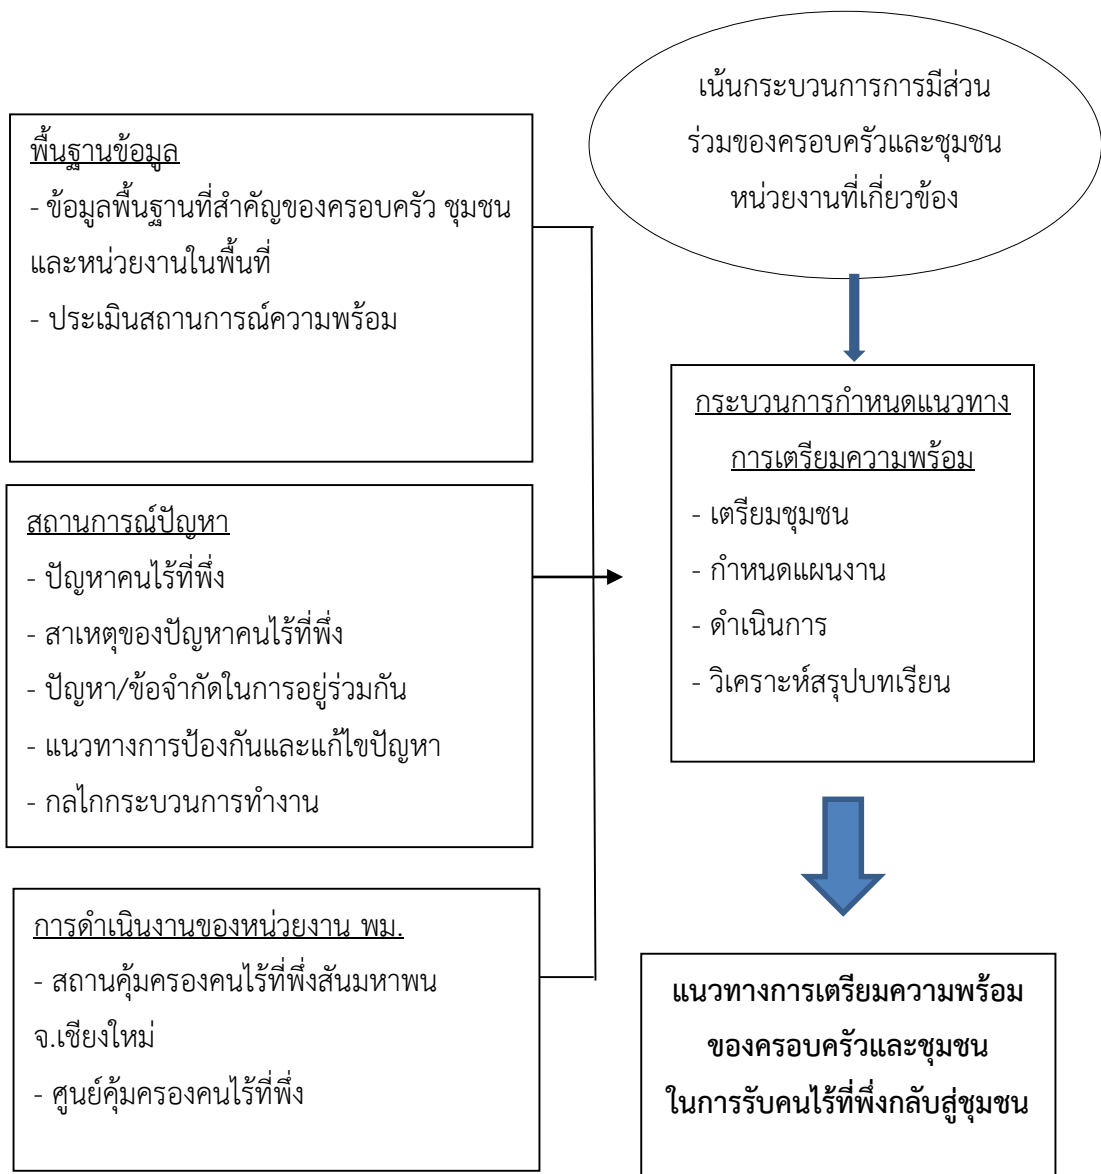 เน้นกระบวนการการมีส่วน
ร่วมของครอบครัวและชุมชน
หน่วยงานที่เกี่ยวข้อง
พื้นฐานข้อมูล
- ข้อมูลพื้นฐานที่สำคัญของครอบครัว ชุมชน
และหน่วยงานในพื้นที่
- ประเมินสถานการณ์ความพร้อม
สถานการณ์ปัญหา
- ปัญหาคนไร้ที่พึ่ง
- สาเหตุของปัญหาคนไร้ที่พึ่ง
- ปัญหา/ข้อจำกัดในการอยู่ร่วมกัน
- แนวทางการป้องกันและแก้ไขปัญหา
- กลไกกระบวนการทำงาน
การดำเนินงานของหน่วยงาน พม.
- สถานคุ้มครองคนไร้ที่พึ่งสันมหาพน
จ.เชียงใหม่
- ศูนย์คุ้มครองคนไร้ที่พึ่ง
กระบวนการกำหนดแนวทาง
การเตรียมความพร้อม
- เตรียมชุมชน
- กำหนดแผนงาน
- ดำเนินการ
- วิเคราะห์สรุปบทเรียน
แนวทางการเตรียมความพร้อม
ของครอบครัวและชุมชน
ในการรับคนไร้ที่พึ่งกลับสู่ชุมชน